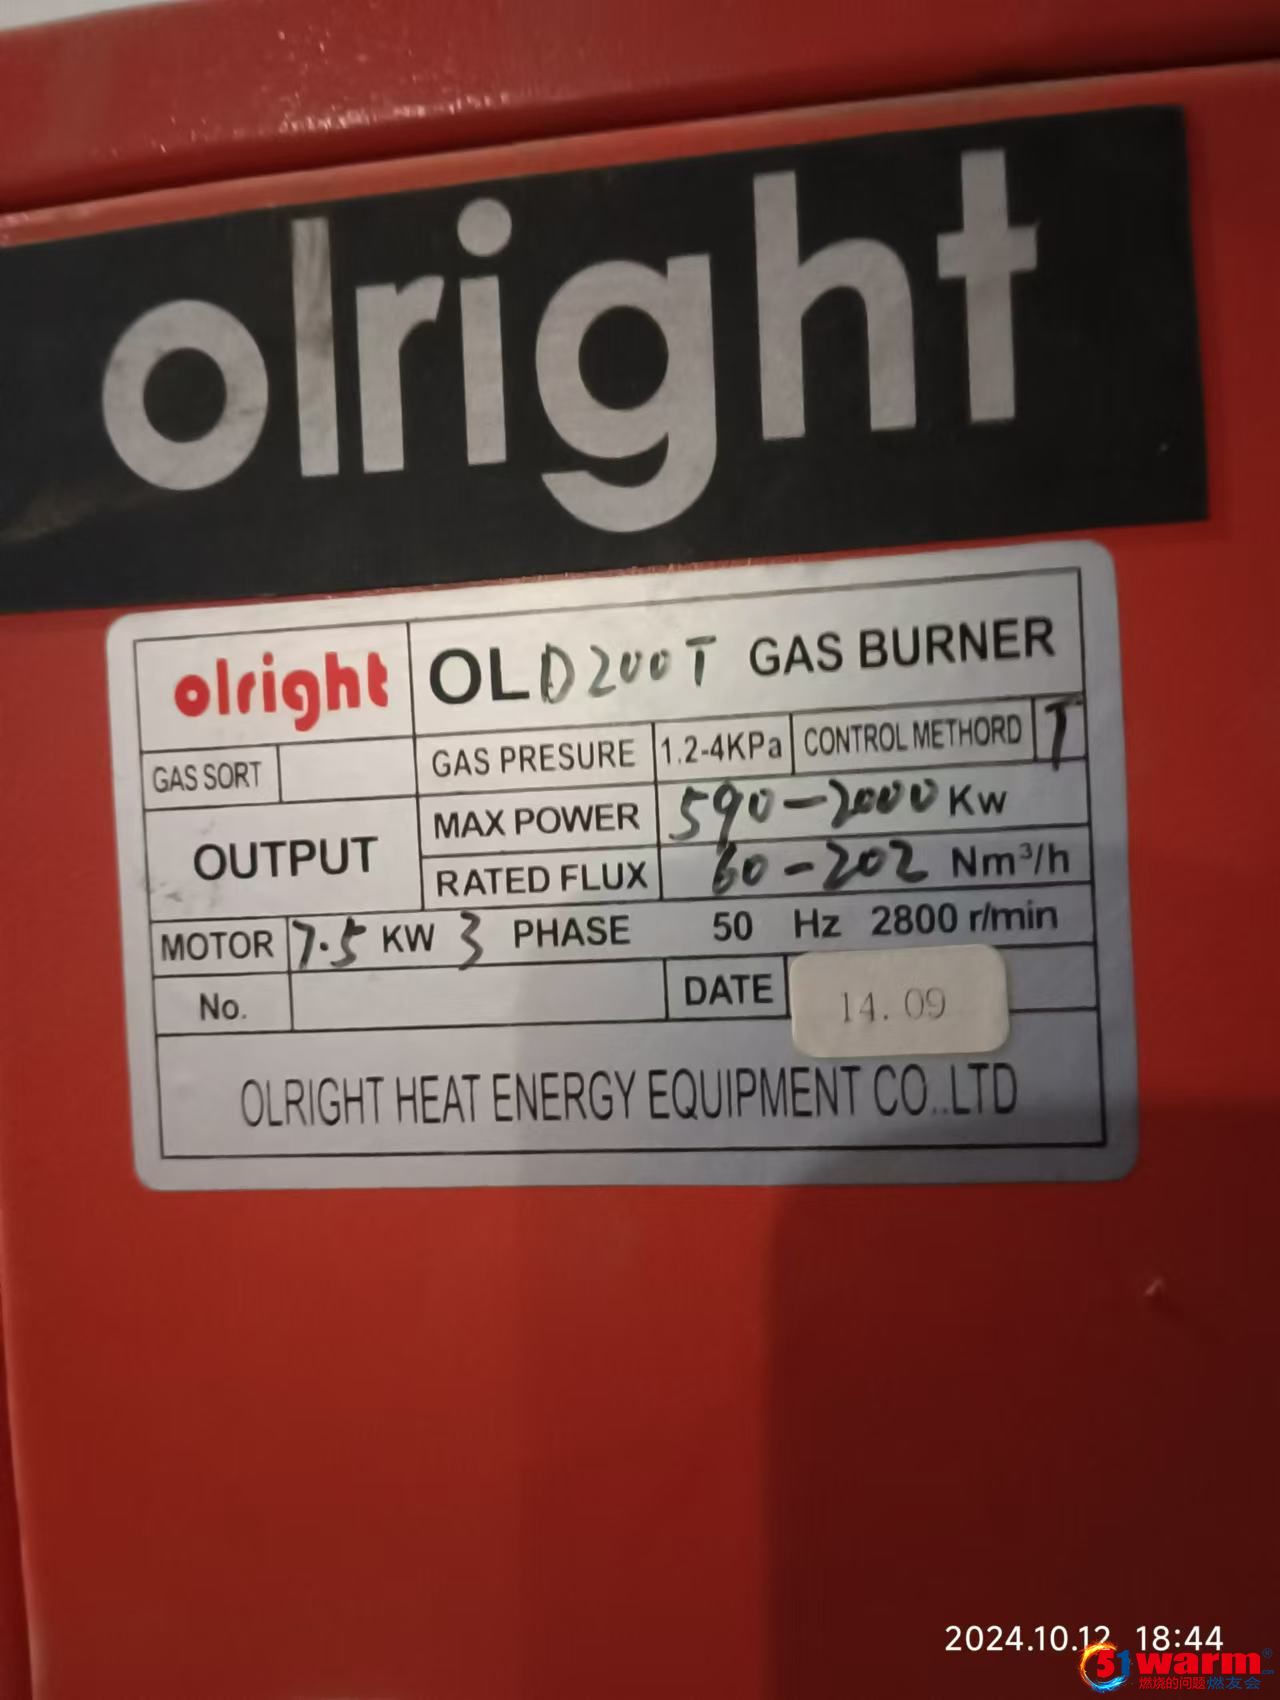 olright
olright OLD200T GAS BURNER
GAS SORT GAS PRESURE 1.2-4KPa CONTROL METHORD T
OUTPUT MAX POWER 590-2000 Kw
RATED FLUX 60-202 Nm³/h
MOTOR 7.5 KW 3 PHASE 50 Hz 2800 r/min
No. DATE 14.09
OLRIGHT HEAT ENERGY EQUIPMENT CO..LTD
2024.10.12 18:44
51warm®
燃烧的问题燃友会